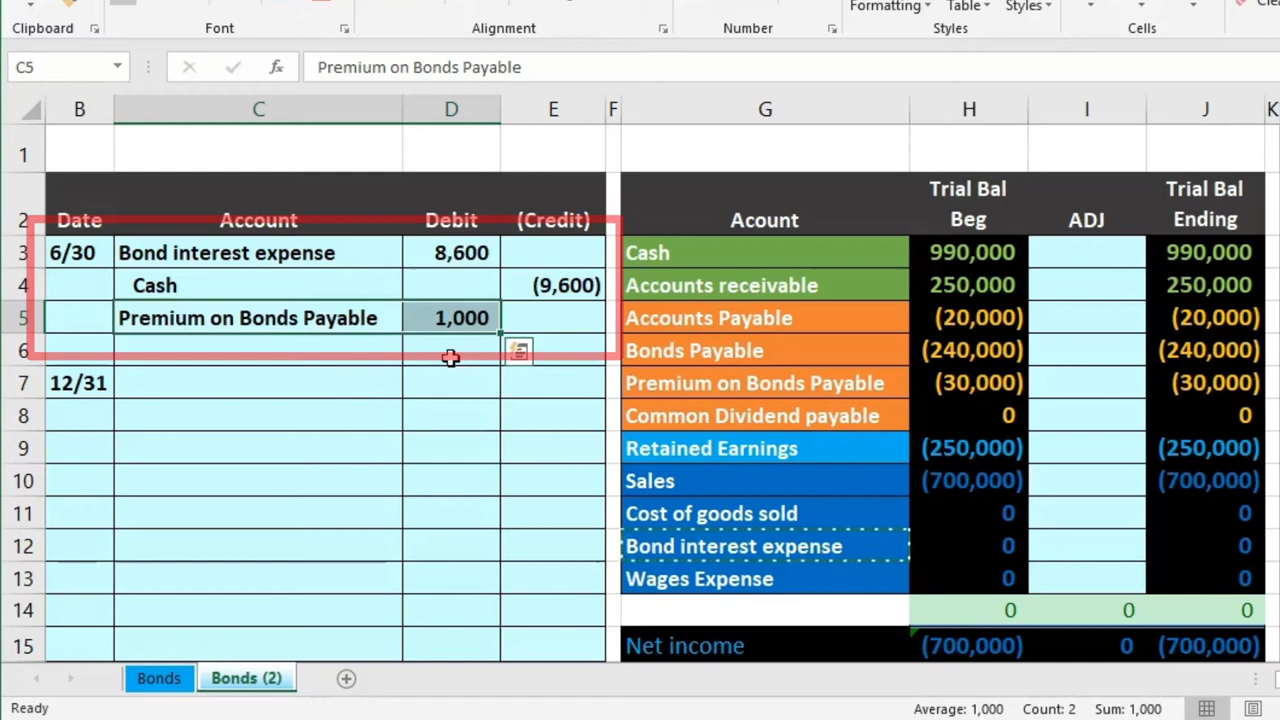 Formatting Table Styles
Clipboard Font Alignment Number Styles Cells
C5 fx Premium on Bonds Payable
B C D E F G H I J K
1
2 Date Account Debit (Credit) Acount Trial Bal Beg ADJ Trial Bal Ending
3 6/30 Bond interest expense 8,600 Cash 990,000 990,000
4 Cash (9,600) Accounts receivable 250,000 250,000
5 Premium on Bonds Payable 1,000 Accounts Payable (20,000) (20,000)
6 Bonds Payable (240,000) (240,000)
7 12/31 Premium on Bonds Payable (30,000) (30,000)
8 Common Dividend payable 0 0
9 Retained Earnings (250,000) (250,000)
10 Sales (700,000) (700,000)
11 Cost of goods sold 0 0
12 Bond interest expense 0 0
13 Wages Expense 0 0
14 0 0 0
15 Net income (700,000) 0 (700,000)
Bonds Bonds (2)
Ready Average: 1,000 Count: 2 Sum: 1,000